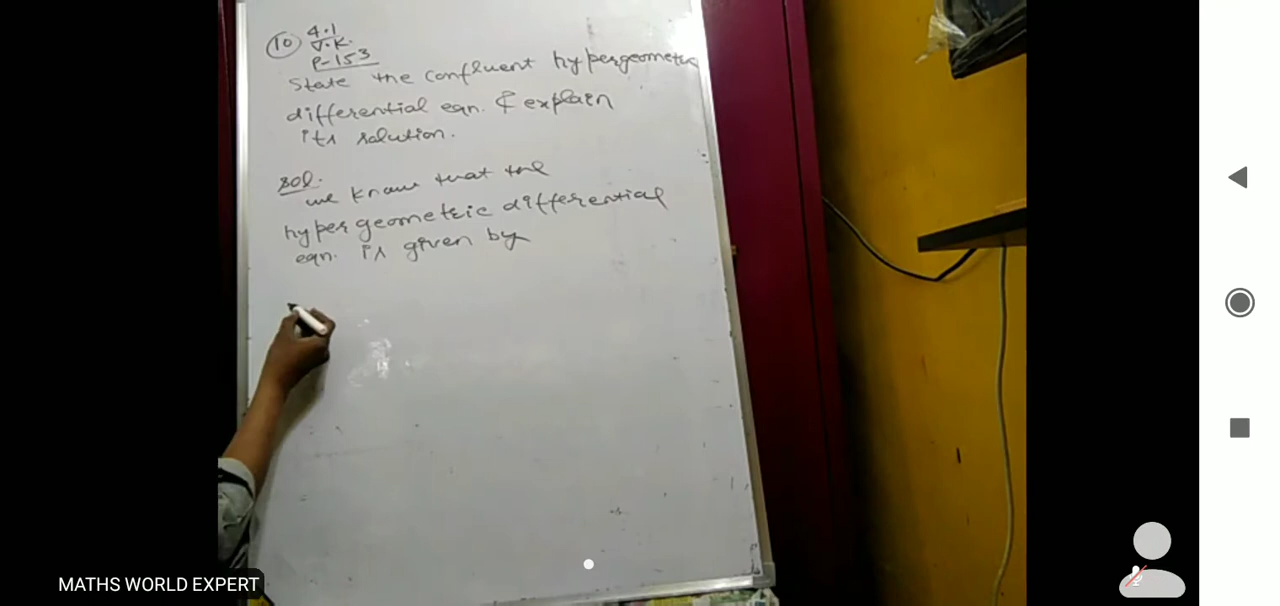 10 4.1
V.K.
P-153
State the confluent hypergeometric
differential eqn. & explain
its solution.
Sol.
we know that the
hypergeometric differential
eqn. is given by
MATHS WORLD EXPERT